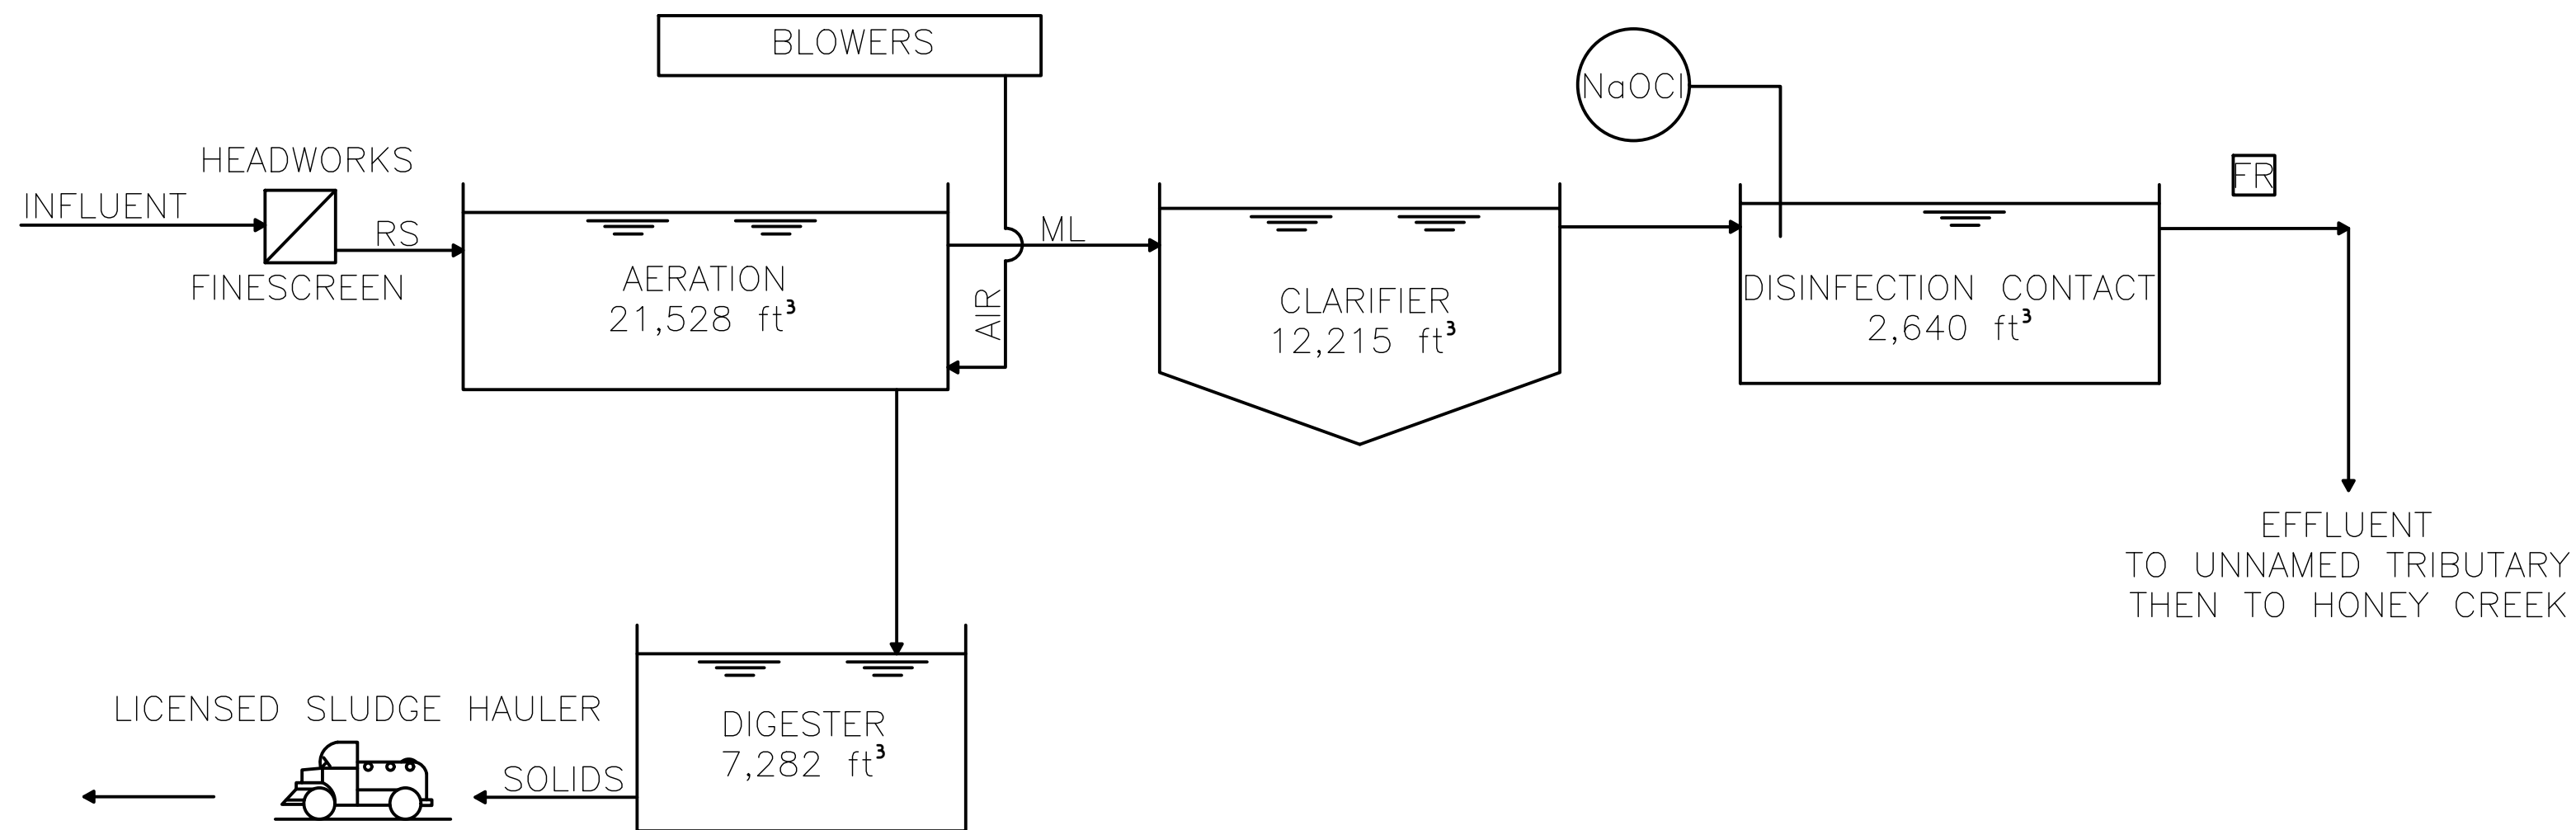 BLOWERS
NaOCl
HEADWORKS
FR
INFLUENT
RS
ML
FINESCREEN
AERATION
21,528 ft³
AIR
CLARIFIER
12,215 ft³
DISINFECTION CONTACT
2,640 ft³
EFFLUENT
TO UNNAMED TRIBUTARY
THEN TO HONEY CREEK
LICENSED SLUDGE HAULER
DIGESTER
7,282 ft³
SOLIDS